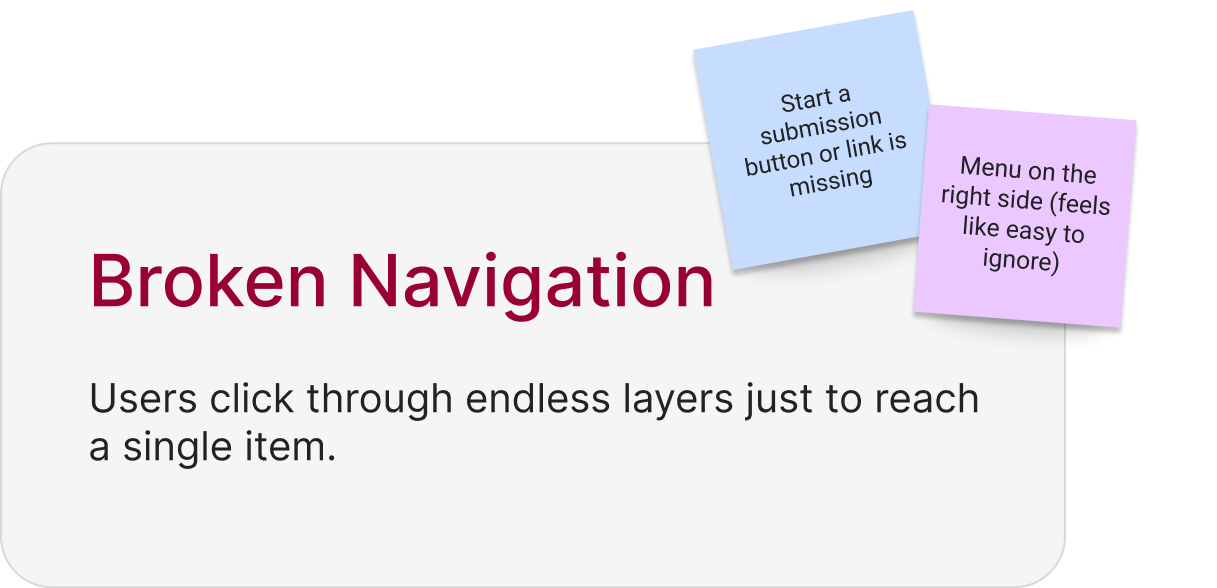 Start a
submission
button or link is
missing
Menu on the
right side (feels
like easy to
ignore)
Broken Navigation
Users click through endless layers just to reach
a single item.